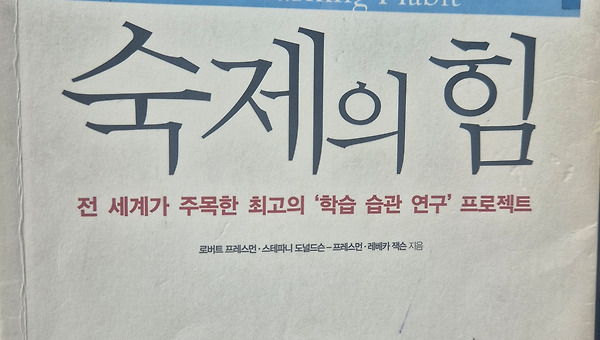 Habit
숙제의 힘
전 세계가 주목한 최고의 '학습 습관 연구' 프로젝트
로버트 프레스먼 · 스테파니 도널드슨–프레스먼 · 레베카 잭슨 지음